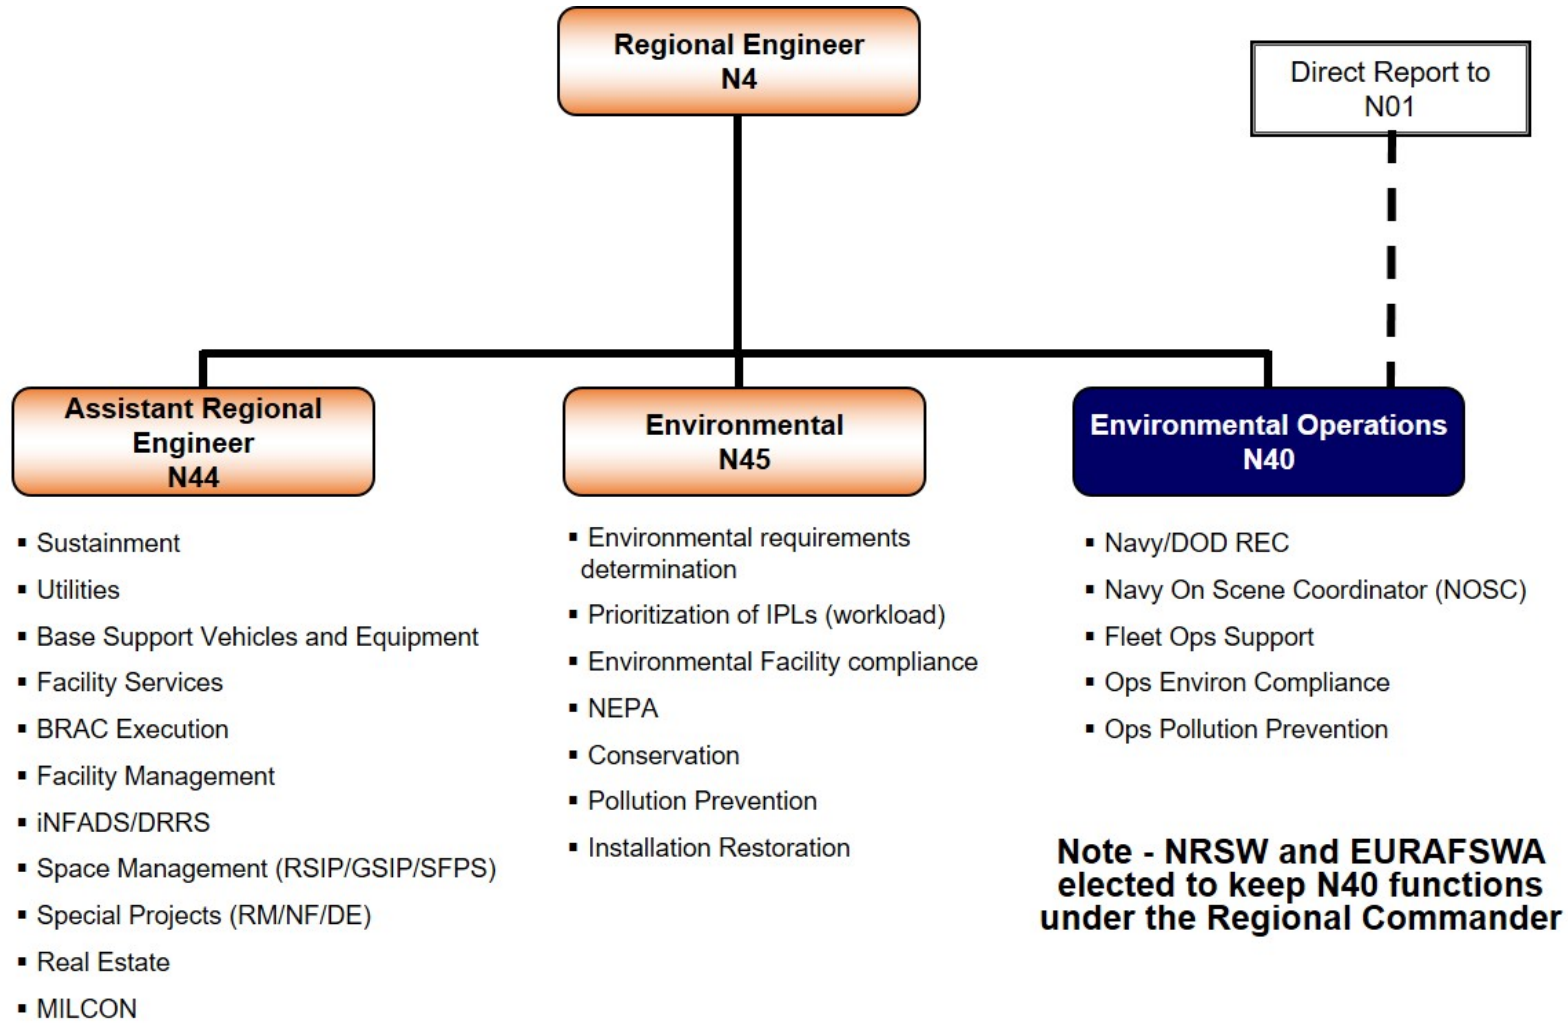 Regional Engineer
N4
Direct Report to
N01
Assistant Regional
Engineer
N44
▪ Sustainment
▪ Utilities
▪ Base Support Vehicles and Equipment
▪ Facility Services
▪ BRAC Execution
▪ Facility Management
▪ iNFADS/DRRS
▪ Space Management (RSIP/GSIP/SFPS)
▪ Special Projects (RM/NF/DE)
▪ Real Estate
▪ MILCON
Environmental
N45
▪ Environmental requirements
determination
▪ Prioritization of IPLs (workload)
▪ Environmental Facility compliance
▪ NEPA
▪ Conservation
▪ Pollution Prevention
▪ Installation Restoration
Environmental Operations
N40
▪ Navy/DOD REC
▪ Navy On Scene Coordinator (NOSC)
▪ Fleet Ops Support
▪ Ops Environ Compliance
▪ Ops Pollution Prevention
Note - NRSW and EURAFSWA
elected to keep N40 functions
under the Regional Commander